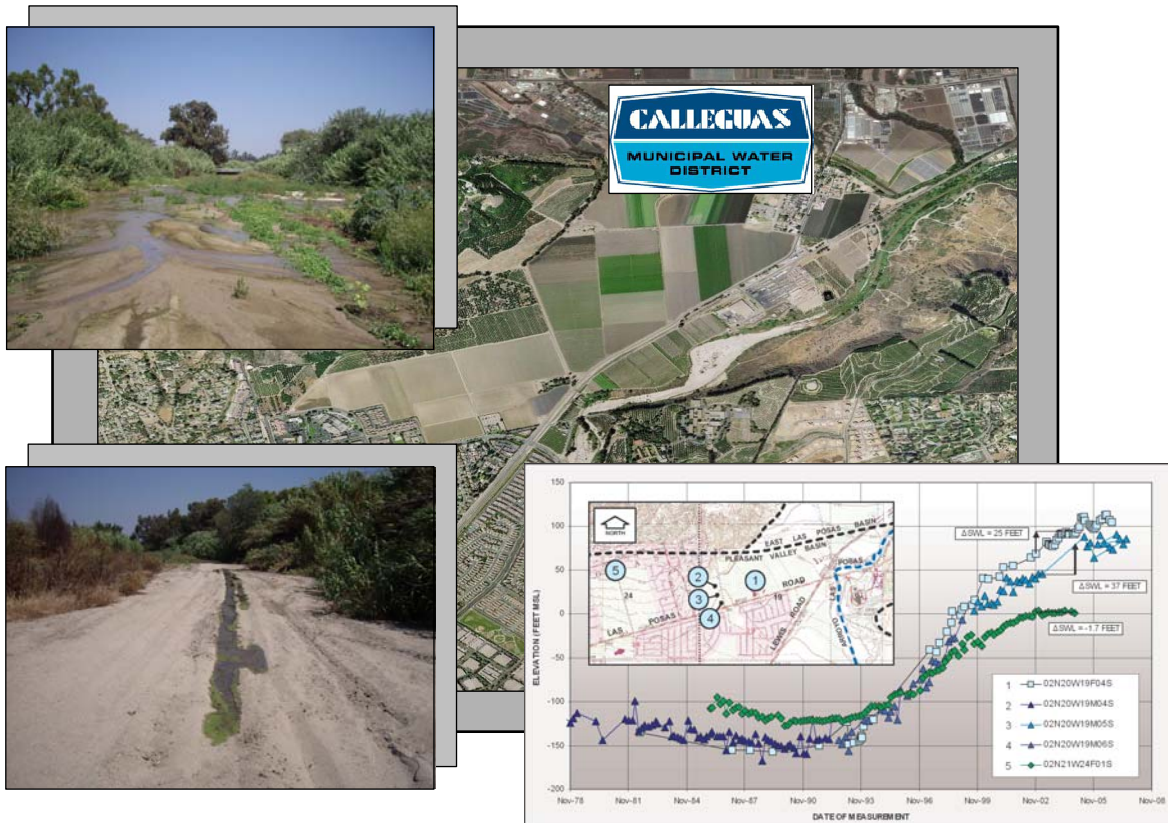 CALLEGUAS
MUNICIPAL WATER
DISTRICT
150
100
50
0
-50
-100
-150
-200
ELEVATION (FEET MSL)
NORTH
EAST LAS POSAS BASIN
PLEASANT VALLEY BASIN
POSAS
ROAD
LAS POSAS
LEWIS ROAD
ARROYO
24
19
1
2
3
4
5
ΔSWL = 25 FEET
ΔSWL = 37 FEET
ΔSWL = -1.7 FEET
1 02N20W19F04S
2 02N20W19M04S
3 02N20W19M05S
4 02N20W19M06S
5 02N21W24F01S
Nov-78 Nov-81 Nov-84 Nov-87 Nov-90 Nov-93 Nov-96 Nov-99 Nov-02 Nov-05 Nov-08
DATE OF MEASUREMENT